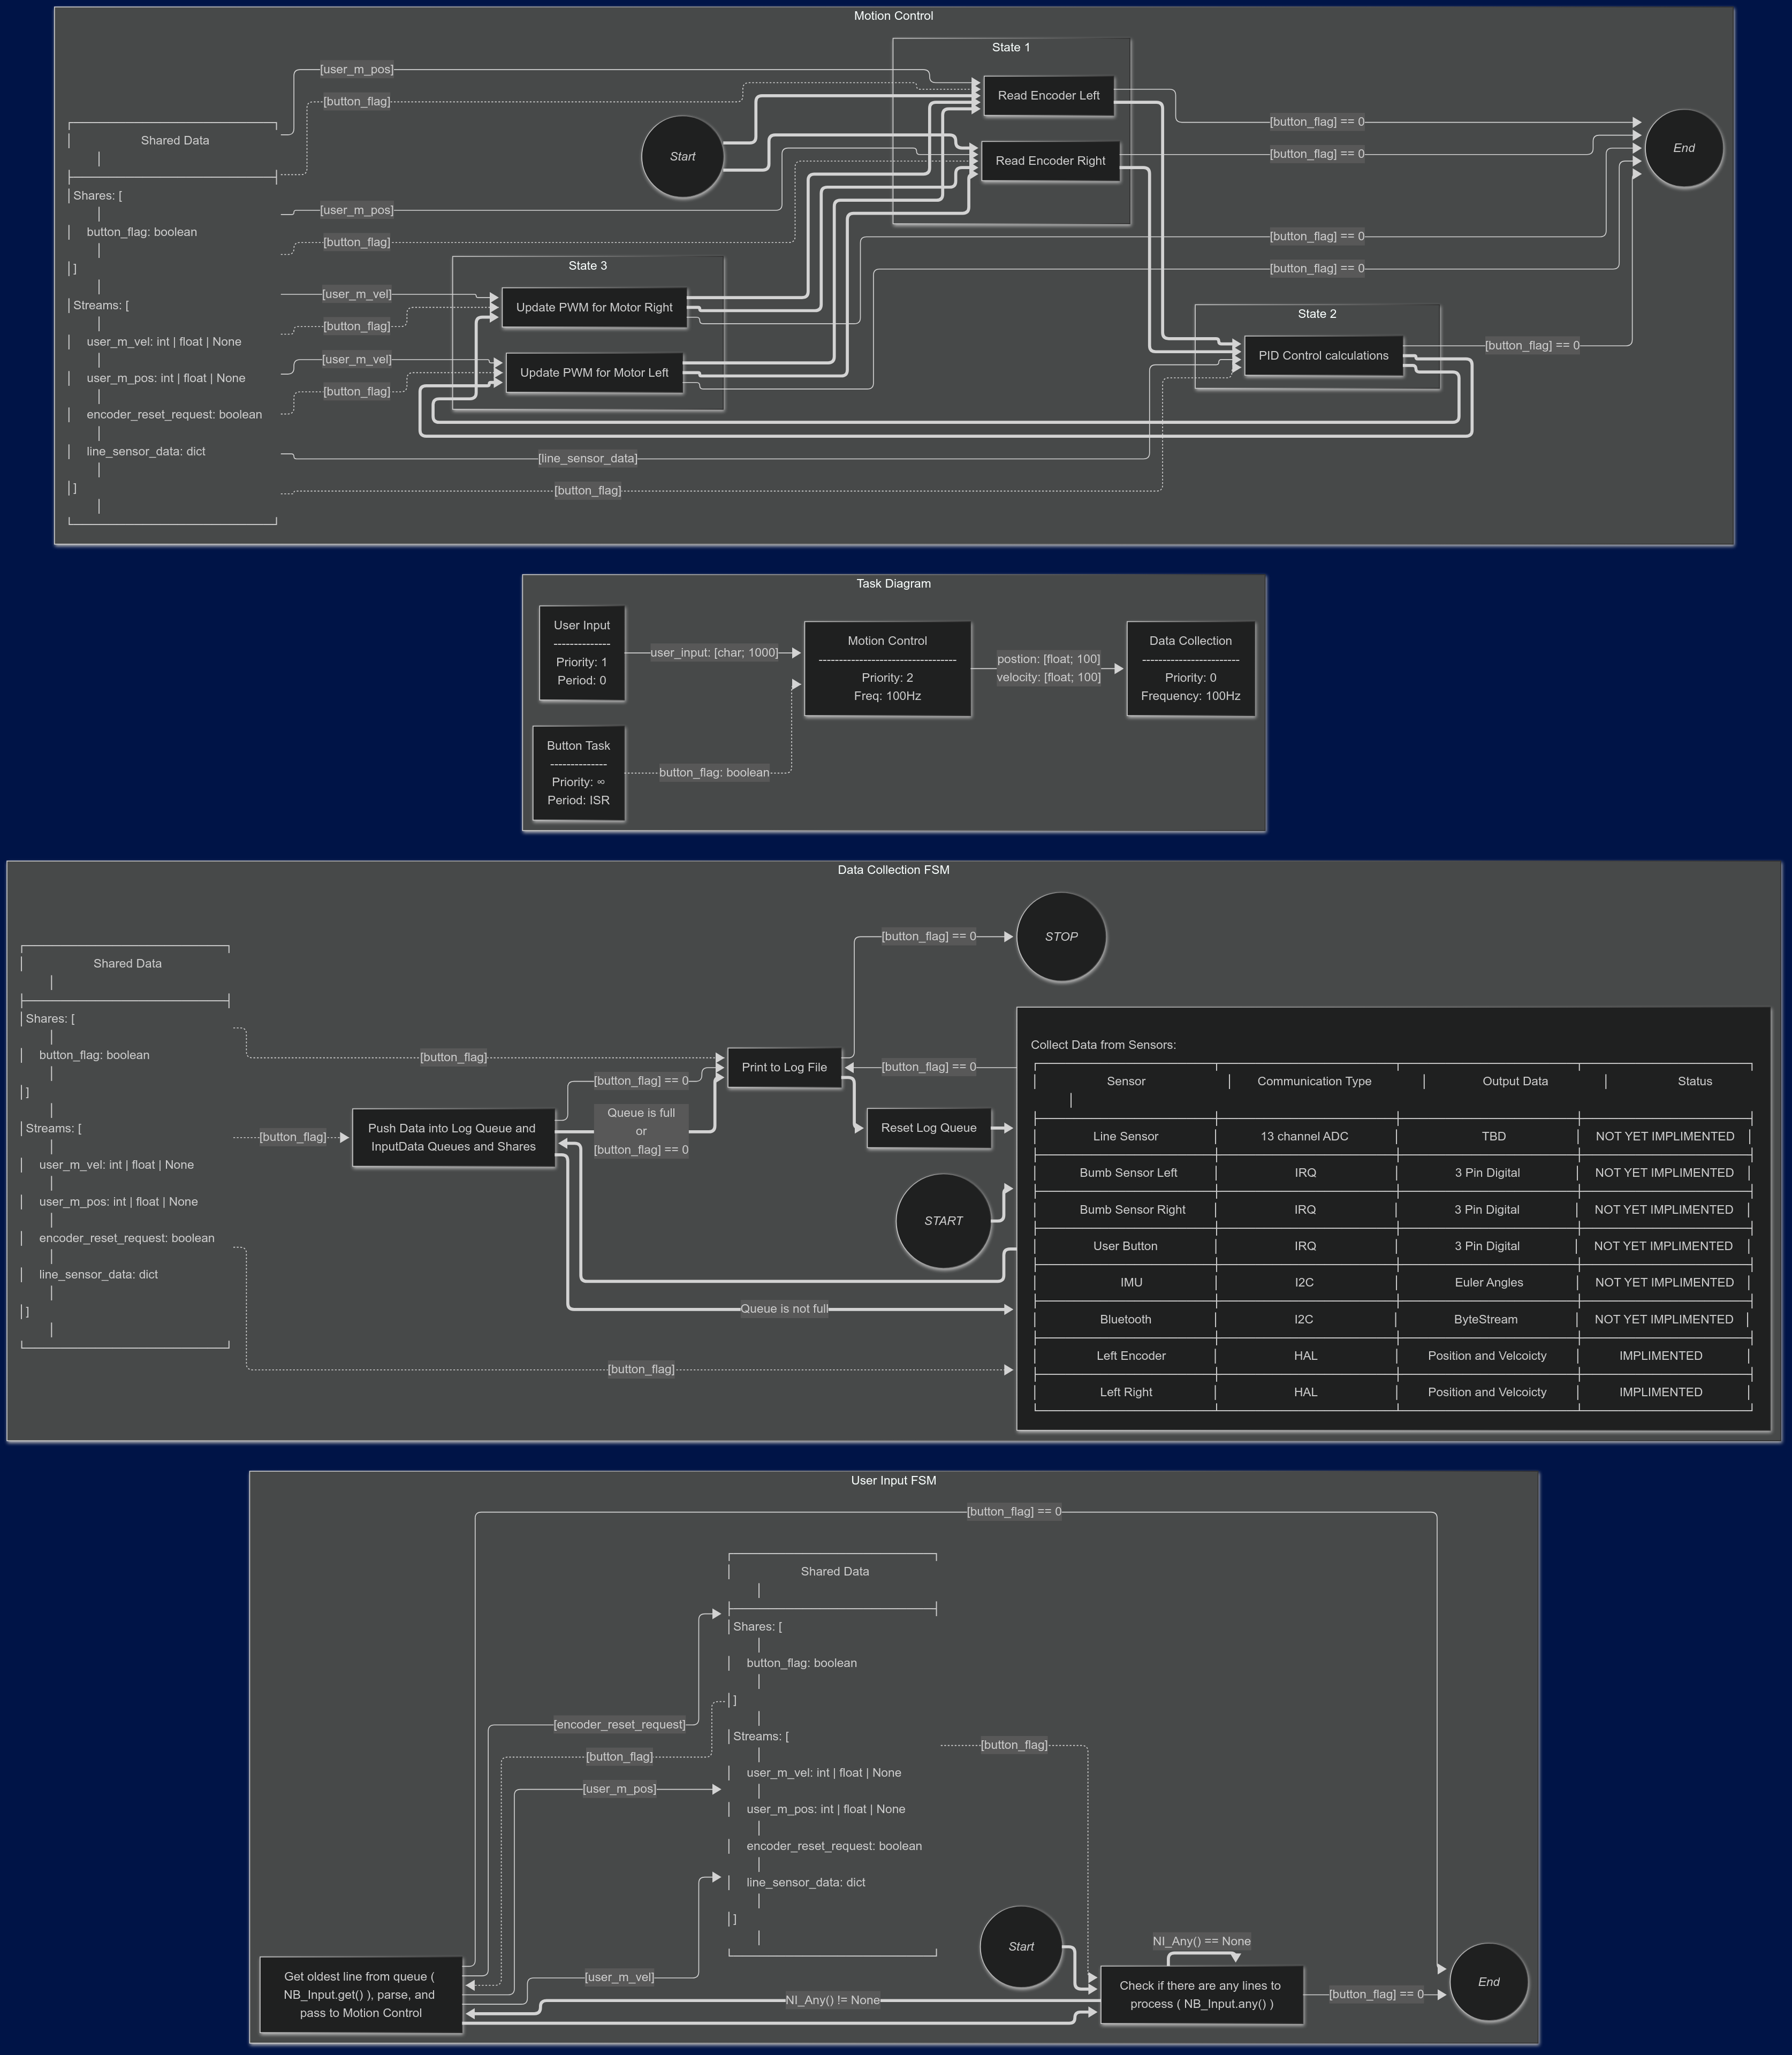 Motion Control
State 1
[user_m_pos]
Read Encoder Left
[button_flag]
[button_flag] == 0
Shared Data
Start
End
[button_flag] == 0
Read Encoder Right
Shares: [
[user_m_pos]
button_flag: boolean
[button_flag]
[button_flag] == 0
]
State 3
[button_flag] == 0
[user_m_vel]
Streams: [
Update PWM for Motor Right
State 2
[button_flag]
user_m_vel: int | float | None
[button_flag] == 0
[user_m_vel]
PID Control calculations
user_m_pos: int | float | None
Update PWM for Motor Left
[button_flag]
encoder_reset_request: boolean
line_sensor_data: dict
[line_sensor_data]
]
[button_flag]
Task Diagram
User Input
--------------
Priority: 1
Period: 0
user_input: [char; 1000]
Motion Control
----------------------------------
Priority: 2
Freq: 100Hz
postion: [float; 100]
velocity: [float; 100]
Data Collection
------------------------
Priority: 0
Frequency: 100Hz
Button Task
--------------
Priority: ∞
Period: ISR
button_flag: boolean
Data Collection FSM
[button_flag] == 0
STOP
Shared Data
Shares: [
button_flag: boolean
]
Streams: [
user_m_vel: int | float | None
user_m_pos: int | float | None
encoder_reset_request: boolean
line_sensor_data: dict
]
[button_flag]
[button_flag]
Push Data into Log Queue and
InputData Queues and Shares
[button_flag] == 0
Queue is full
or
[button_flag] == 0
Print to Log File
[button_flag] == 0
Reset Log Queue
START
Queue is not full
[button_flag]
Collect Data from Sensors:
Sensor | Communication Type | Output Data | Status
Line Sensor | 13 channel ADC | TBD | NOT YET IMPLIMENTED |
Bumb Sensor Left | IRQ | 3 Pin Digital | NOT YET IMPLIMENTED |
Bumb Sensor Right | IRQ | 3 Pin Digital | NOT YET IMPLIMENTED |
User Button | IRQ | 3 Pin Digital | NOT YET IMPLIMENTED |
IMU | I2C | Euler Angles | NOT YET IMPLIMENTED |
Bluetooth | I2C | ByteStream | NOT YET IMPLIMENTED |
Left Encoder | HAL | Position and Velcoicty | IMPLIMENTED |
Left Right | HAL | Position and Velcoicty | IMPLIMENTED |
User Input FSM
[button_flag] == 0
Shared Data
Shares: [
button_flag: boolean
]
Streams: [
user_m_vel: int | float | None
user_m_pos: int | float | None
encoder_reset_request: boolean
line_sensor_data: dict
]
[encoder_reset_request]
[button_flag]
[user_m_pos]
[button_flag]
[user_m_vel]
Start
NI_Any() == None
Get oldest line from queue (
NB_Input.get() ), parse, and
pass to Motion Control
NI_Any() != None
Check if there are any lines to
process ( NB_Input.any() )
[button_flag] == 0
End